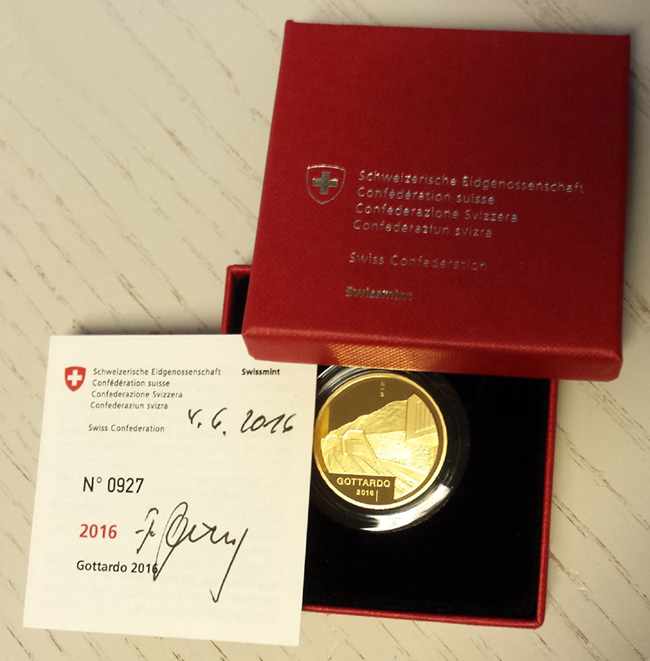 Schweizerische Eidgenossenschaft
Confédération suisse
Confederazione Svizzera
Confederaziun svizra
Swiss Confederation
Swissmint
Schweizerische Eidgenossenschaft Swissmint
Confédération suisse
Confederazione Svizzera
Confederaziun svizra
Swiss Confederation
4.6.2016
N° 0927
2016
Gottardo 2016
GOTTARDO
2016